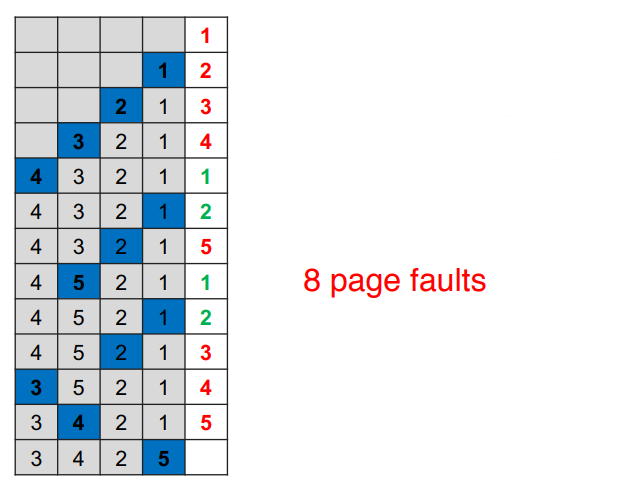 1
1 2
2 1 3
3 2 1 4
4 3 2 1 1
4 3 2 1 2
4 3 2 1 5
4 5 2 1 1
4 5 2 1 2
4 5 2 1 3
3 5 2 1 4
3 4 2 1 5
3 4 2 5
8 page faults